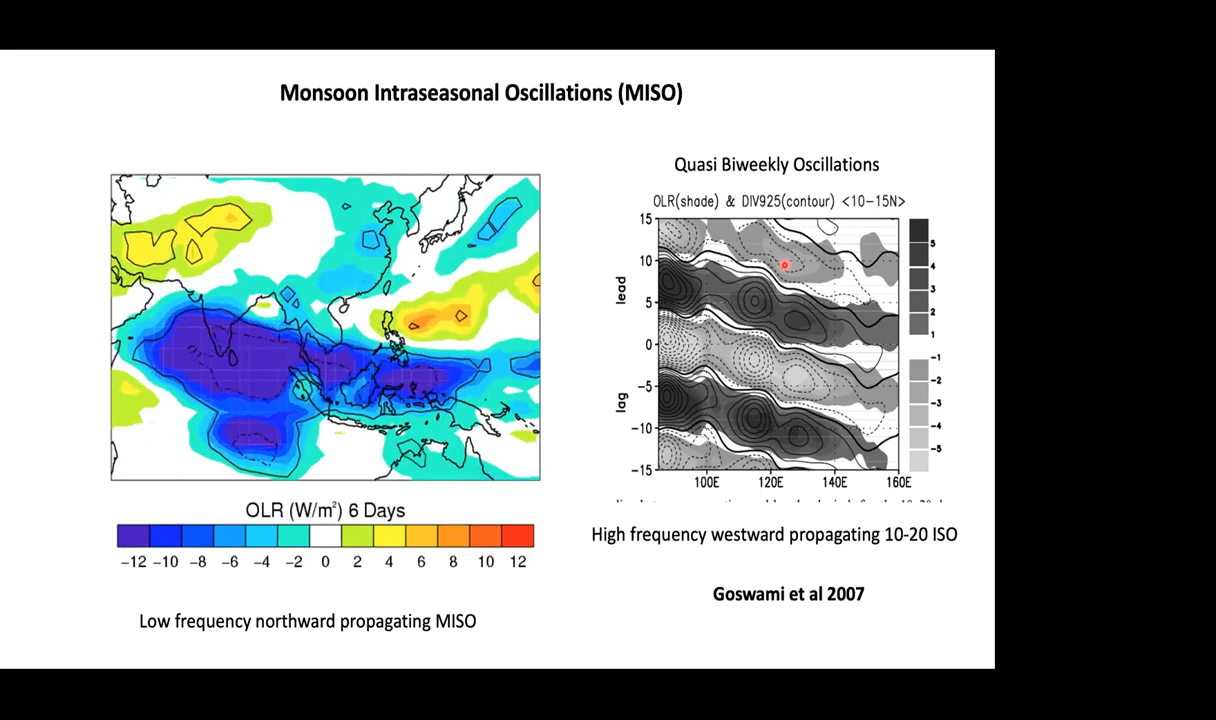 Monsoon Intraseasonal Oscillations (MISO)
Quasi Biweekly Oscillations
OLR(shade) & DIV925(contour) <10-15N>
15
10
5
0
-5
-10
-15
lead
lag
100E 120E 140E 160E
5
4
3
2
1
-1
-2
-3
-4
-5
OLR (W/m²) 6 Days
-12 -10 -8 -6 -4 -2 0 2 4 6 8 10 12
Low frequency northward propagating MISO
High frequency westward propagating 10-20 ISO
Goswami et al 2007